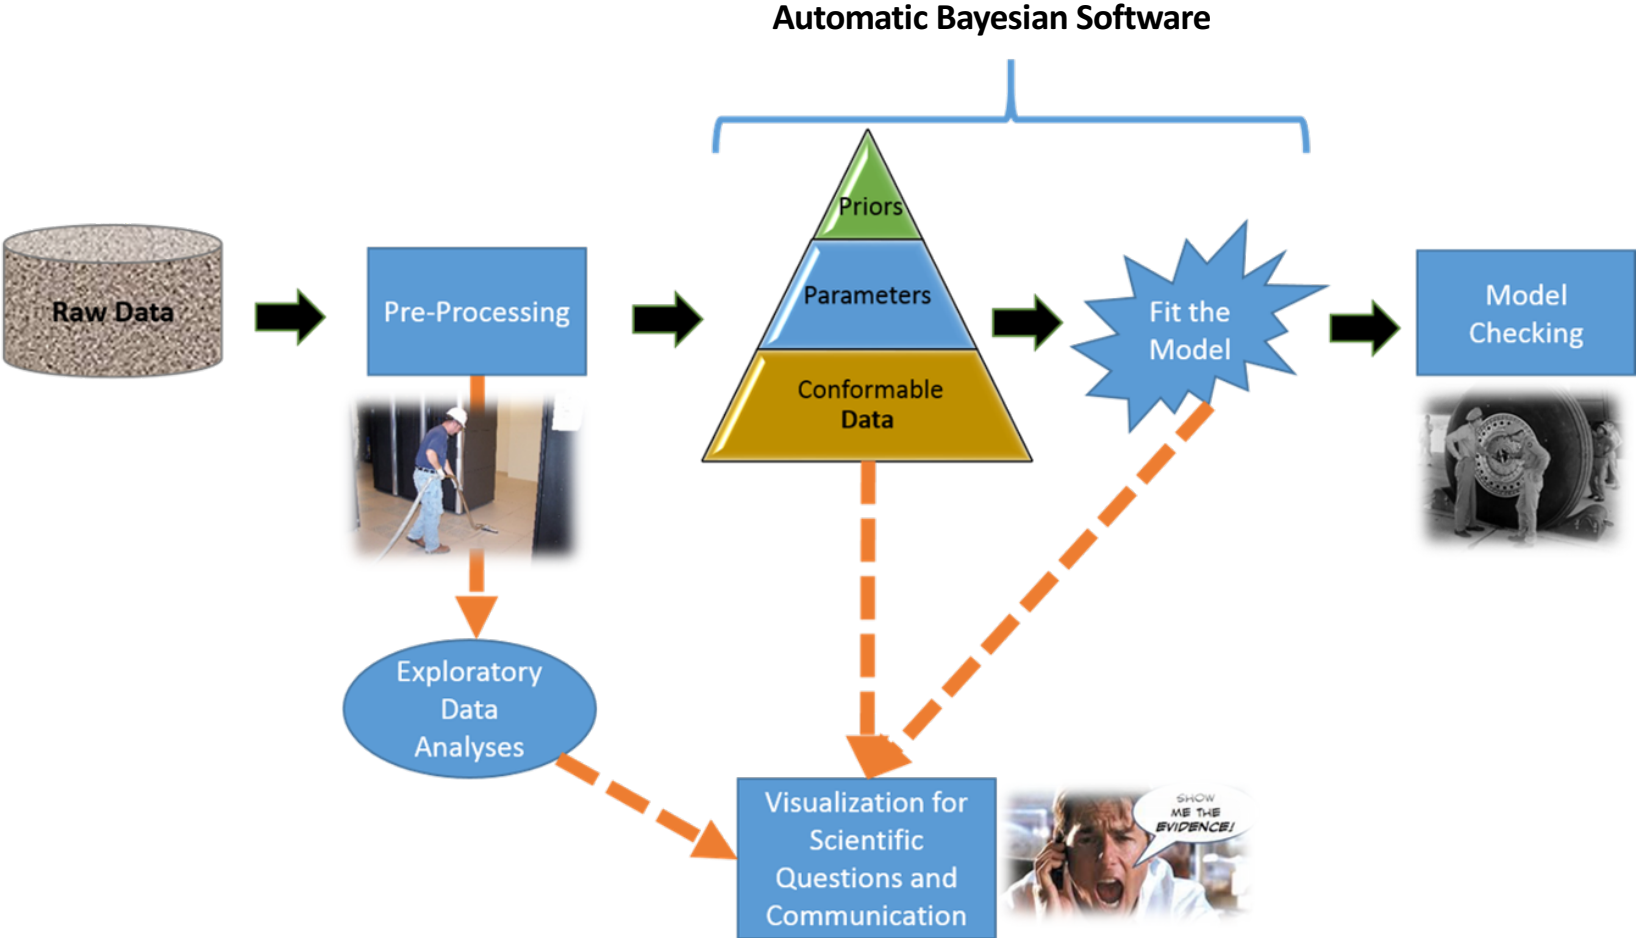 Automatic Bayesian Software
Raw Data
Pre-Processing
Priors
Parameters
Conformable
Data
Fit the
Model
Model
Checking
Exploratory
Data
Analyses
Visualization for
Scientific
Questions and
Communication
SHOW
ME THE
EVIDENCE!